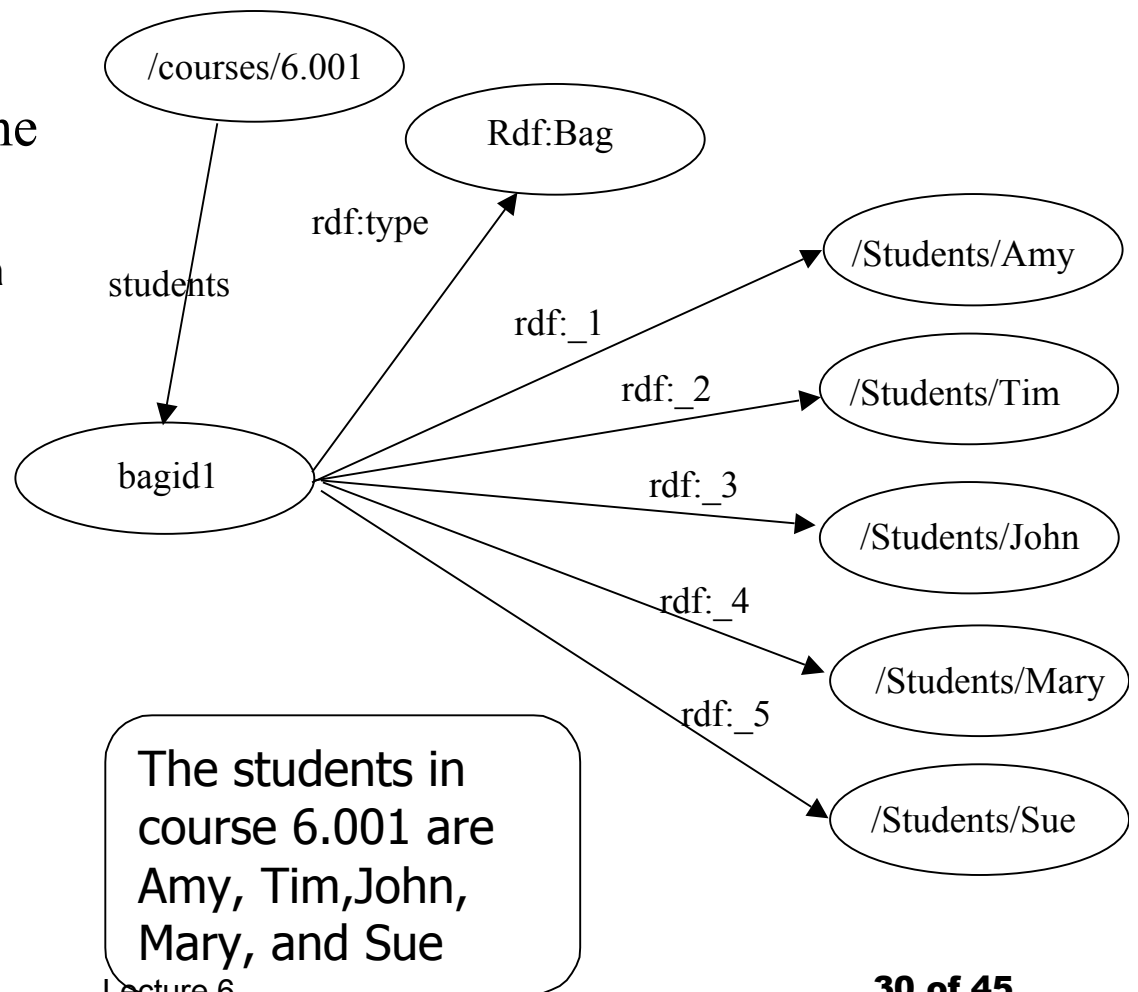 /courses/6.001
Rdf:Bag
rdf:type
students
/Students/Amy
rdf:_1
rdf:_2
/Students/Tim
bagid1
rdf:_3
/Students/John
rdf:_4
/Students/Mary
rdf:_5
/Students/Sue
The students in
course 6.001 are
Amy, Tim,John,
Mary, and Sue
Lecture 6
30 of 45